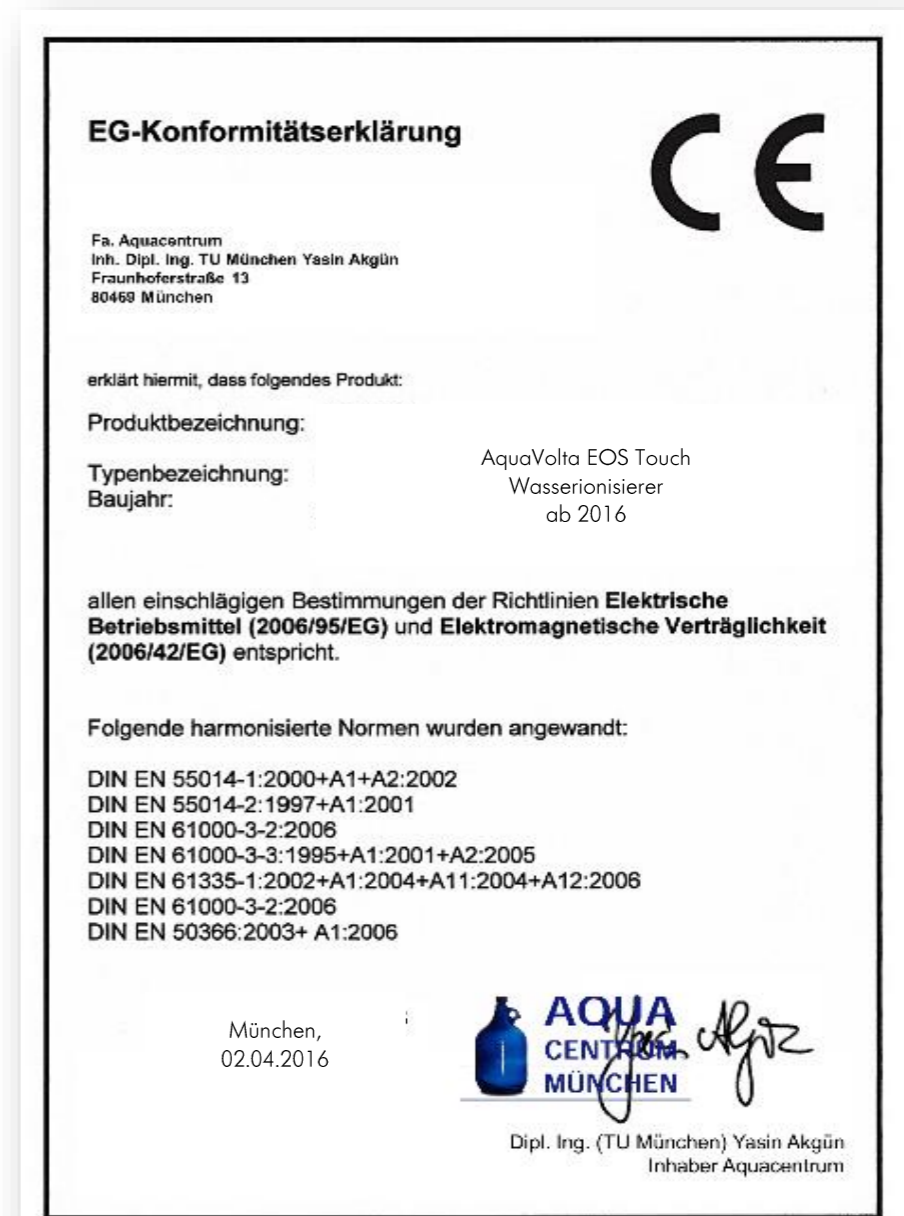 EG-Konformitätserklärung
CE
Fa. Aquacentrum
Inh. Dipl. Ing. TU München Yasin Akgün
Fraunhoferstraße 13
80469 München
erklärt hiermit, dass folgendes Produkt:
Produktbezeichnung:
Typenbezeichnung:
Baujahr:
AquaVolta EOS Touch
Wasserionisierer
ab 2016
allen einschlägigen Bestimmungen der Richtlinien Elektrische
Betriebsmittel (2006/95/EG) und Elektromagnetische Verträglichkeit
(2006/42/EG) entspricht.
Folgende harmonisierte Normen wurden angewandt:
DIN EN 55014-1:2000+A1+A2:2002
DIN EN 55014-2:1997+A1:2001
DIN EN 61000-3-2:2006
DIN EN 61000-3-3:1995+A1:2001+A2:2005
DIN EN 61335-1:2002+A1:2004+A11:2004+A12:2006
DIN EN 61000-3-2:2006
DIN EN 50366:2003+ A1:2006
München,
02.04.2016
AQUA
CENTRUM
MÜNCHEN
Dipl. Ing. (TU München) Yasin Akgün
Inhaber Aquacentrum